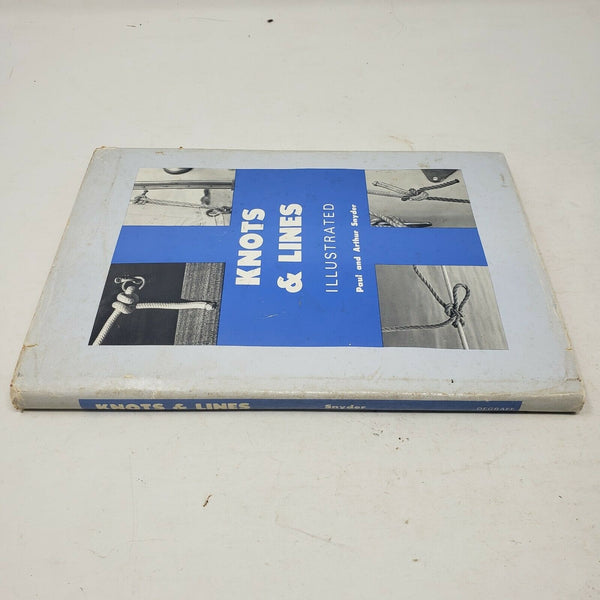 KNOTS
& LINES
ILLUSTRATED
Paul and Arthur Snyder
KNOTS & LINES Snyder DEGRAFF